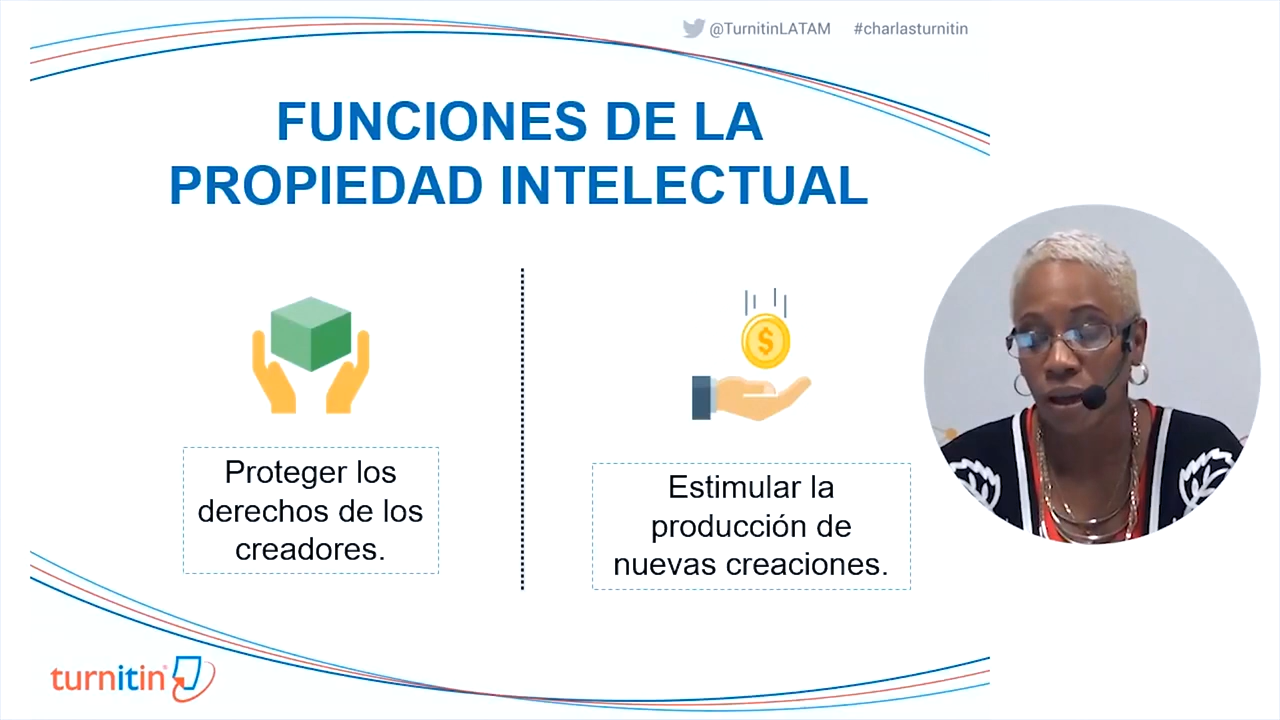 @TurnitinLATAM #charlasturnitin
FUNCIONES DE LA
PROPIEDAD INTELECTUAL
$
Proteger los
derechos de los
creadores.
Estimular la
producción de
nuevas creaciones.
turnitin